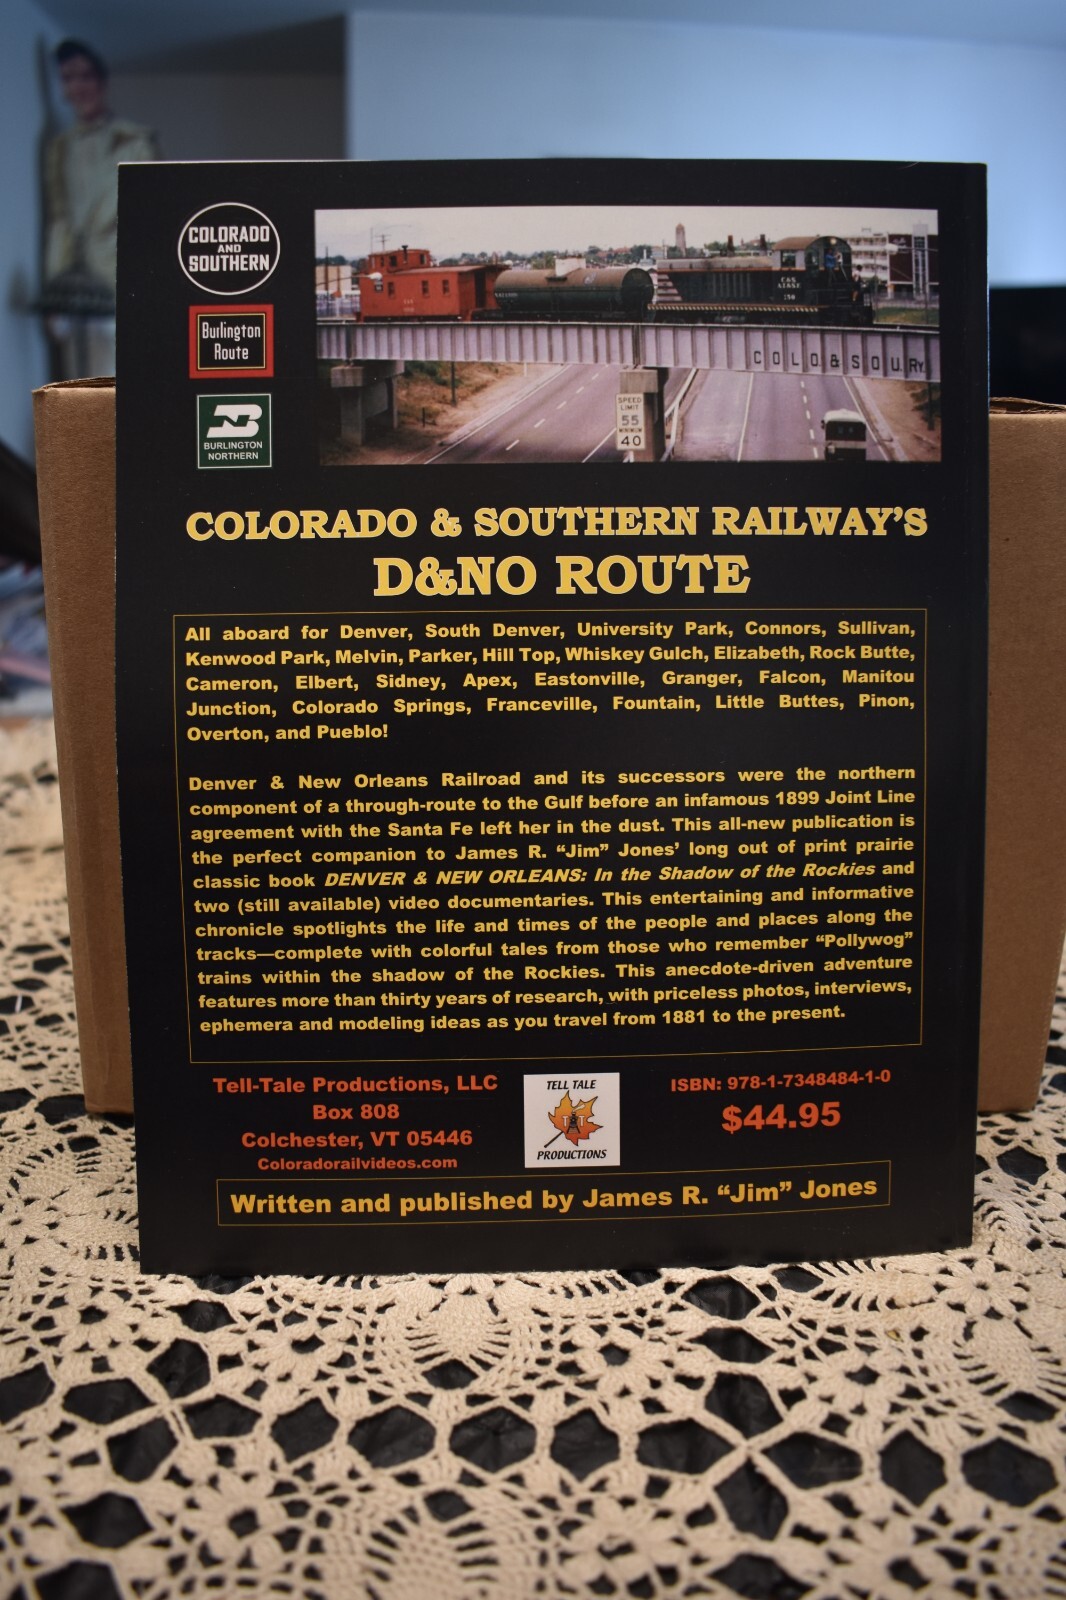 COLORADO
AND
SOUTHERN
Burlington
Route
BURLINGTON
NORTHERN
C&S
150
COLO.& SOU.Ry.
SPEED
LIMIT
55
40
COLORADO & SOUTHERN RAILWAY'S
D&NO ROUTE
All aboard for Denver, South Denver, University Park, Connors, Sullivan,
Kenwood Park, Melvin, Parker, Hill Top, Whiskey Gulch, Elizabeth, Rock Butte,
Cameron, Elbert, Sidney, Apex, Eastonville, Granger, Falcon, Manitou
Junction, Colorado Springs, Franceville, Fountain, Little Buttes, Pinon,
Overton, and Pueblo!
Denver & New Orleans Railroad and its successors were the northern
component of a through-route to the Gulf before an infamous 1899 Joint Line
agreement with the Santa Fe left her in the dust. This all-new publication is
the perfect companion to James R. “Jim” Jones’ long out of print prairie
classic book DENVER & NEW ORLEANS: In the Shadow of the Rockies and
two (still available) video documentaries. This entertaining and informative
chronicle spotlights the life and times of the people and places along the
tracks—complete with colorful tales from those who remember “Pollywog”
trains within the shadow of the Rockies. This anecdote-driven adventure
features more than thirty years of research, with priceless photos, interviews,
ephemera and modeling ideas as you travel from 1881 to the present.
Tell-Tale Productions, LLC
Box 808
Colchester, VT 05446
Coloradorailvideos.com
TELL TALE
T T
PRODUCTIONS
ISBN: 978-1-7348484-1-0
$44.95
Written and published by James R. “Jim” Jones